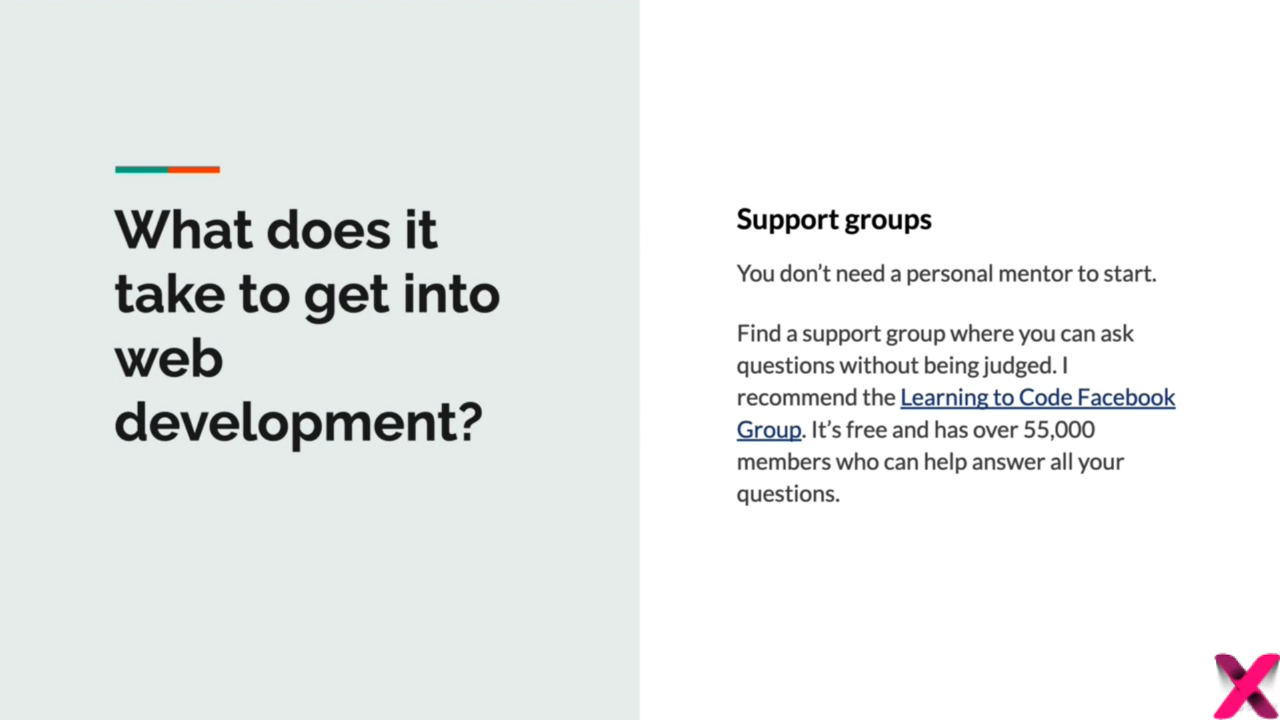 What does it
take to get into
web
development?
Support groups
You don't need a personal mentor to start.
Find a support group where you can ask
questions without being judged. I
recommend the Learning to Code Facebook
Group. It's free and has over 55,000
members who can help answer all your
questions.